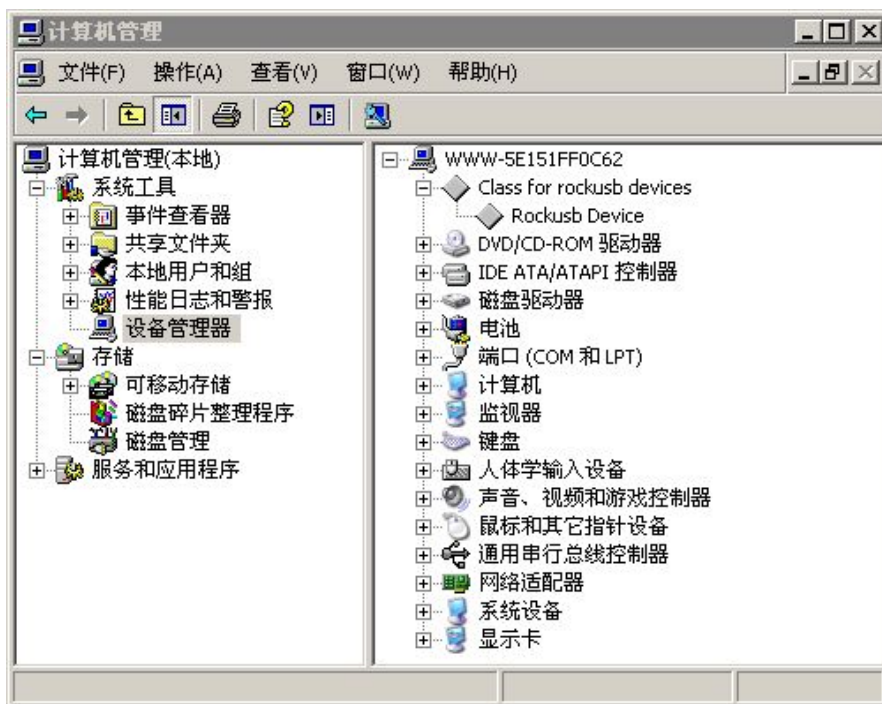 计算机管理
文件(F) 操作(A) 查看(V) 窗口(W) 帮助(H)
计算机管理(本地)
系统工具
事件查看器
共享文件夹
本地用户和组
性能日志和警报
设备管理器
存储
可移动存储
磁盘碎片整理程序
磁盘管理
服务和应用程序
WWW-5E151FF0C62
Class for rockusb devices
Rockusb Device
DVD/CD-ROM 驱动器
IDE ATA/ATAPI 控制器
磁盘驱动器
电池
端口 (COM 和 LPT)
计算机
监视器
键盘
人体学输入设备
声音、视频和游戏控制器
鼠标和其它指针设备
通用串行总线控制器
网络适配器
系统设备
显示卡